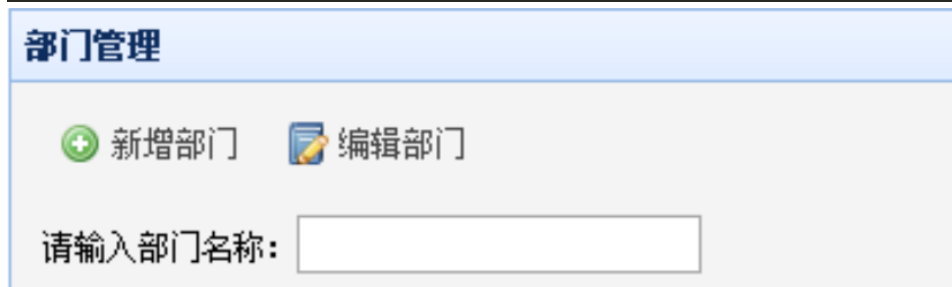 部门管理
新增部门 编辑部门
请输入部门名称：